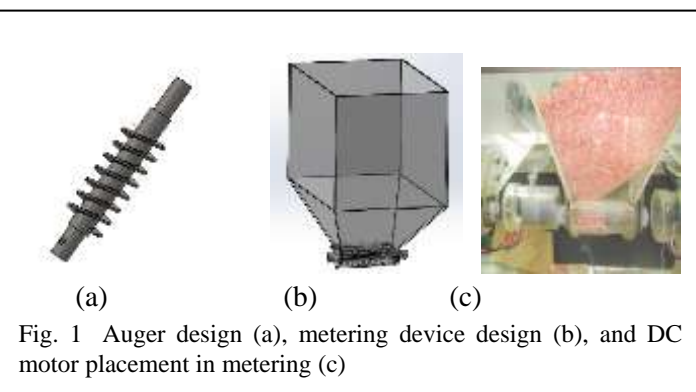 (a) (b) (c)
Fig. 1 Auger design (a), metering device design (b), and DC
motor placement in metering (c)